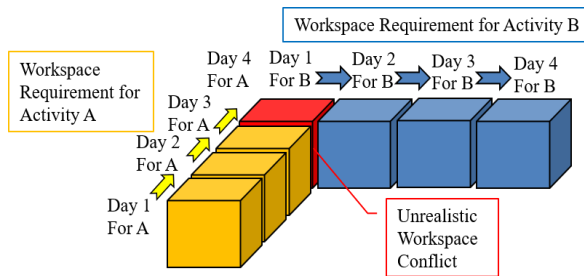 Workspace Requirement for Activity B
Workspace
Requirement for
Activity A
Day 4
For A
Day 1
For B
Day 2
For B
Day 3
For B
Day 4
For B
Day 3
For A
Day 2
For A
Day 1
For A
Unrealistic
Workspace
Conflict